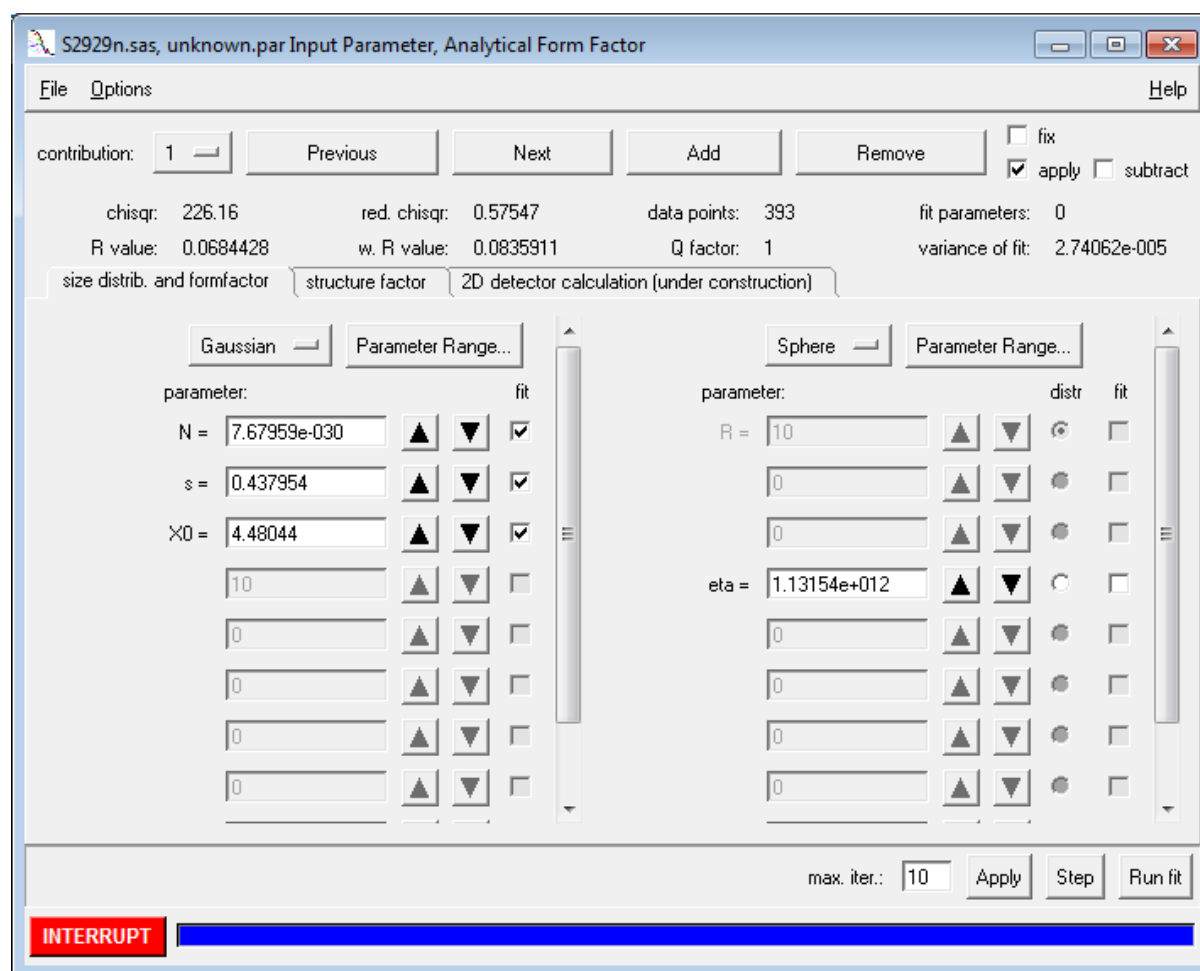 S2929n.sas, unknown.par Input Parameter, Analytical Form Factor
File Options Help
contribution: 1 Previous Next Add Remove fix
apply subtract
chisqr: 226.16 red. chisqr: 0.57547 data points: 393 fit parameters: 0
R value: 0.0684428 w. R value: 0.0835911 Q factor: 1 variance of fit: 2.74062e-005
size distrib. and formfactor structure factor 2D detector calculation (under construction)
Gaussian Parameter Range... Sphere Parameter Range...
parameter: fit parameter: distr fit
N = 7.67959e-030 R = 10
s = 0.437954 0
X0 = 4.48044 0
10 eta = 1.13154e+012
0 0
0 0
0 0
0 0
max. iter.: 10 Apply Step Run fit
INTERRUPT